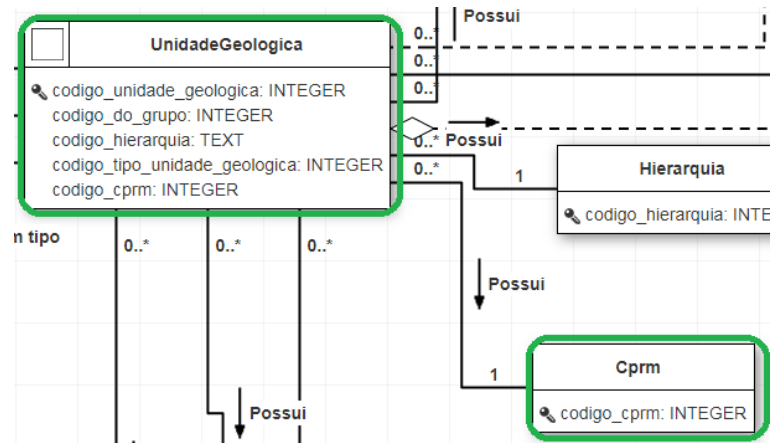 Possui
0..*
UnidadeGeologica
0..*
0..*
codigo_unidade_geologica: INTEGER
codigo_do_grupo: INTEGER
codigo_hierarquia: TEXT
codigo_tipo_unidade_geologica: INTEGER
codigo_cprm: INTEGER
0..* Possui
0..*
1
Hierarquia
codigo_hierarquia: INTE
m tipo
0..*
0..*
0..*
Possui
1
Cprm
codigo_cprm: INTEGER
Possui